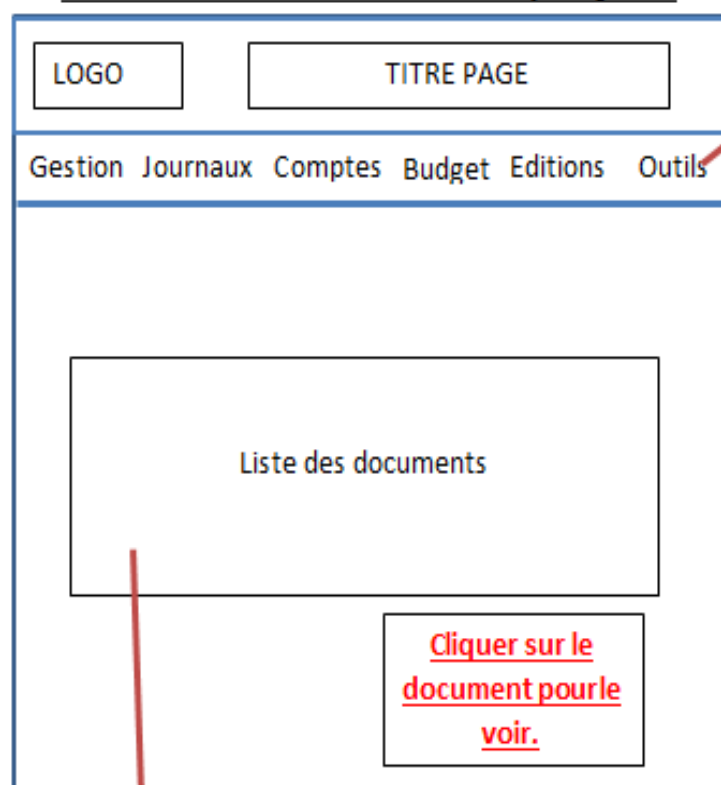 LOGO
TITRE PAGE
Gestion Journaux Comptes Budget Editions Outils
Liste des documents
Cliquer sur le
document pourle
voir.